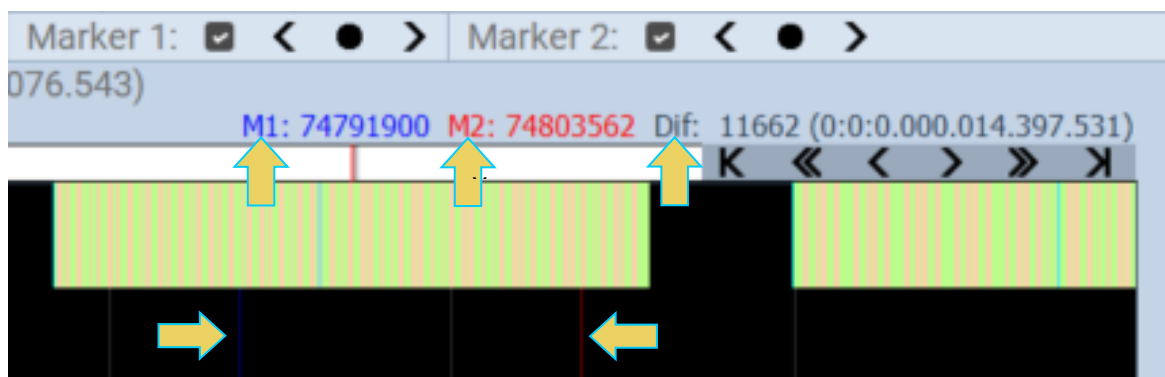 Marker 1: Marker 2:
076.543)
M1: 74791900 M2: 74803562 Dif: 11662 (0:0:0.000.014.397.531)